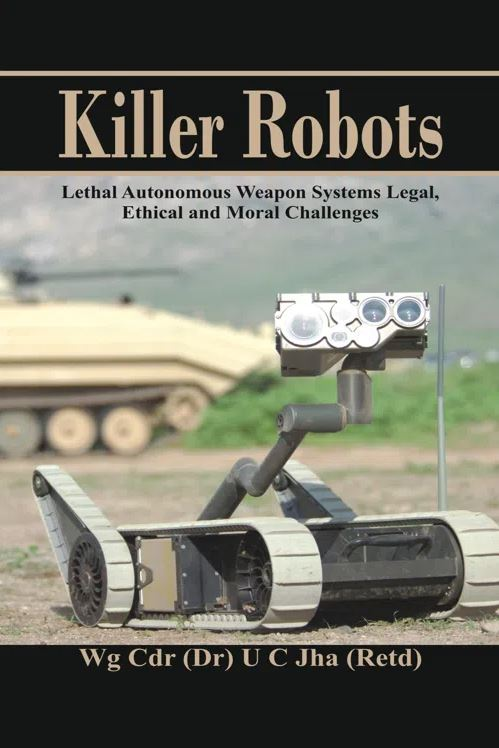 Killer Robots
Lethal Autonomous Weapon Systems Legal,
Ethical and Moral Challenges
Wg Cdr (Dr) U C Jha (Retd)